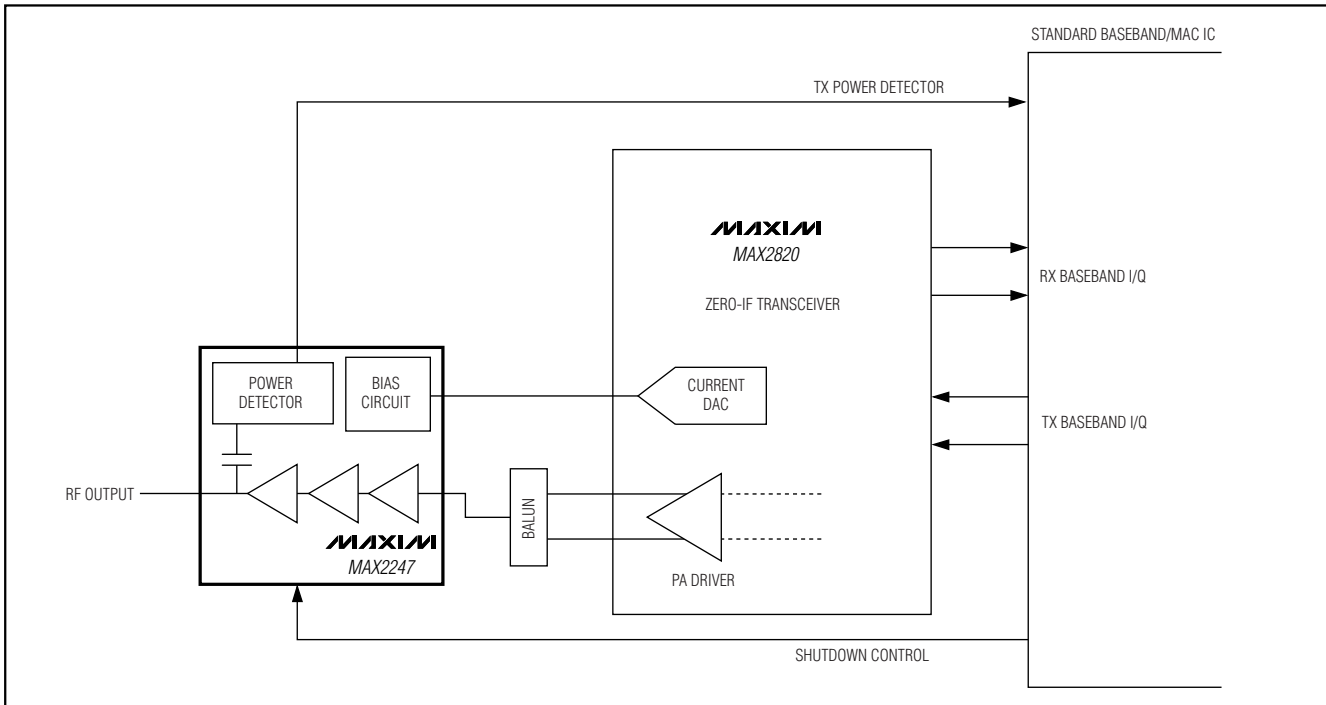 STANDARD BASEBAND/MAC IC
TX POWER DETECTOR
MAXIM
MAX2820
ZERO-IF TRANSCEIVER
RX BASEBAND I/Q
POWER
DETECTOR
BIAS
CIRCUIT
CURRENT
DAC
TX BASEBAND I/Q
RF OUTPUT
BALUN
MAXIM
MAX2247
PA DRIVER
SHUTDOWN CONTROL